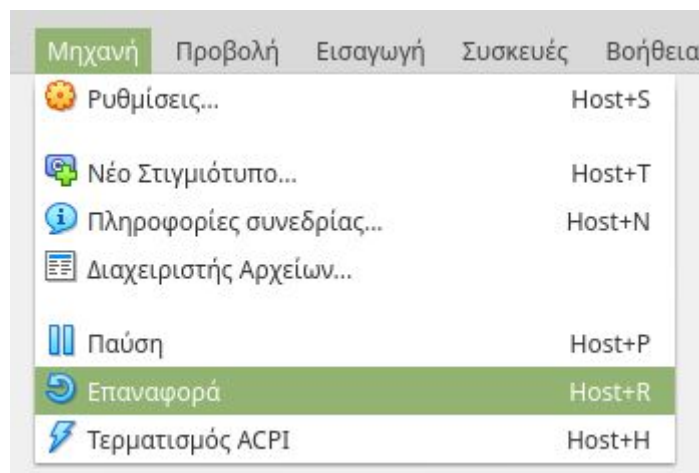 Μηχανή Προβολή Εισαγωγή Συσκευές Βοήθεια
Ρυθμίσεις... Host+S
Νέο Στιγμιότυπο... Host+T
Πληροφορίες συνεδρίας... Host+N
Διαχειριστής Αρχείων...
Παύση Host+P
Επαναφορά Host+R
Τερματισμός ACPI Host+H